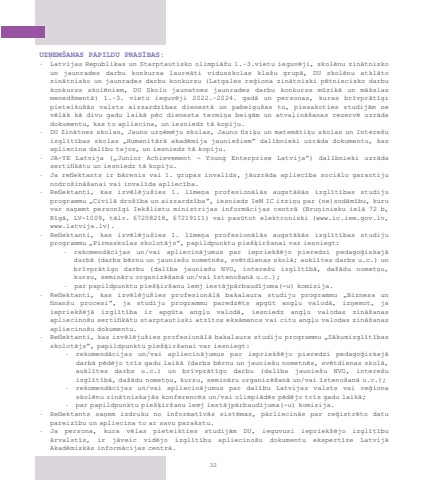 UZŅEMŠANAS PAPILDU PRASĪBAS:
- Latvijas Republikas un Starptautisko olimpiāžu 1.-3.vietu ieguvēji, skolēnu zinātnisko
un jaunrades darbu konkursa laureāti vidusskolas klašu grupā, DU skolēnu atklāto
zinātnisko un jaunrades darbu konkursu (Latgales reģiona zinātniski pētniecisko darbu
konkurss skolēniem, DU Skolu jaunatnes jaunrades darbu konkurss mūzikā un mākslas
menedžmentā) 1.-3. vietu ieguvēji 2022.-2024. gadā un personas, kuras brīvprātīgi
pieteikušās valsts aizsardzības dienestā un pabeigušas to, piesakoties studijām ne
vēlāk kā divu gadu laikā pēc dienesta termiņa beigām un atvaļināšanas rezervē uzrāda
dokumentu, kas to apliecina, un iesniedz tā kopiju.
- DU Zinātnes skolas, Jauno uzņēmēju skolas, Jauno fiziķu un matemātiķu skolas un Interešu
izglītības skolas „Humanitārā akadēmija jauniešiem” dalībnieki uzrāda dokumentu, kas
apliecina dalību tajos, un iesniedz tā kopiju.
- JA-YE Latvija („Junior Achievement - Young Enterprise Latvija”) dalībnieki uzrāda
sertifikātu un iesniedz tā kopiju.
- Ja reflektants ir bārenis vai 1. grupas invalīds, jāuzrāda apliecība sociālo garantiju
nodrošināšanai vai invalīda apliecība.
- Reflektanti, kas izvēlējušies 1. līmeņa profesionālās augstākās izglītības studiju
programmu „Civilā drošība un aizsardzība”, iesniedz IeM IC izziņu par (ne)sodāmību, kuru
var saņemt personīgi Iekšlietu ministrijas informācijas centrā (Bruņinieku ielā 72 b,
Rīgā, LV-1009, tālr. 67208218, 67219111) vai pasūtot elektroniski (www.ic.iem.gov.lv,
www.latvija.lv).
- Reflektanti, kas izvēlējušies 1. līmeņa profesionālās augstākās izglītības studiju
programmu „Pirmsskolas skolotājs”, papildpunktu piešķiršanai var iesniegt:
- rekomendācijas un/vai apliecinājumus par iepriekšējo pieredzi pedagoģiskajā
darbā (darbs bērnu un jauniešu nometnēs, svētdienas skolā, auklītes darbs u.c.) un
brīvprātīgo darbu (dalība jauniešu NVO, interešu izglītībā, dažādu nometņu,
kursu, semināru organizēšanā un/vai īstenošanā u.c.);
- par papildpunktu piešķiršanu lemj iestājpārbaudījuma(-u) komisija.
- Reflektanti, kas izvēlējušies profesionālā bakalaura studiju programmu „Biznesa un
finanšu procesi”, ja studiju programmu paredzēts apgūt angļu valodā, izņemot, ja
iepriekšējā izglītība ir apgūta angļu valodā, iesniedz angļu valodas zināšanas
apliecinošu sertifikātu starptautiski atzītos eksāmenos vai citu angļu valodas zināšanas
apliecinošu dokumentu.
- Reflektanti, kas izvēlējušies profesionālā bakalaura studiju programmu „Sākumizglītības
skolotājs”, papildpunktu piešķiršanai var iesniegt:
- rekomendācijas un/vai apliecinājumus par iepriekšējo pieredzi pedagoģiskajā
darbā pēdējo trīs gadu laikā (darbs bērnu un jauniešu nometnēs, svētdienas skolā,
auklītes darbs u.c.) un brīvprātīgo darbu (dalība jauniešu NVO, interešu
izglītībā, dažādu nometņu, kursu, semināru organizēšanā un/vai īstenošanā u.c.);
- rekomendācijas un/vai apliecinājumus par dalību Latvijas valsts vai reģiona
skolēnu zinātniskajās konferencēs un/vai olimpiādēs pēdējo trīs gadu laikā;
- par papildpunktu piešķiršanu lemj iestājpārbaudījuma(-u) komisija.
- Reflektants saņem izdruku no informatīvās sistēmas, pārliecinās par reģistrēto datu
pareizību un apliecina to ar savu parakstu.
- Ja persona, kura vēlas pieteikties studijām DU, ieguvusi iepriekšējo izglītību
ārvalstīs, ir jāveic vidējo izglītību apliecinošu dokumentu ekspertīze Latvijā
Akadēmiskās informācijas centrā.
32